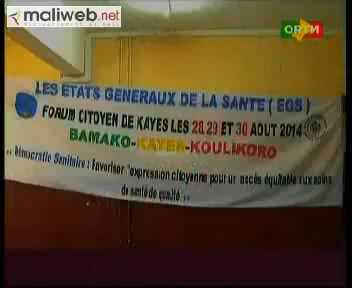 maliweb.net
ORTM
LES ETATS GENERAUX DE LA SANTE ( EGS )
FORUM CITOYEN DE KAYES LES 28,29 ET 30 AOUT 2014
BAMAKO-KAYES-KOULIKORO
« Démocratie Sanitaire : Favoriser "expression citoyenne pour un accès équitable aux soins
de santé de qualité »